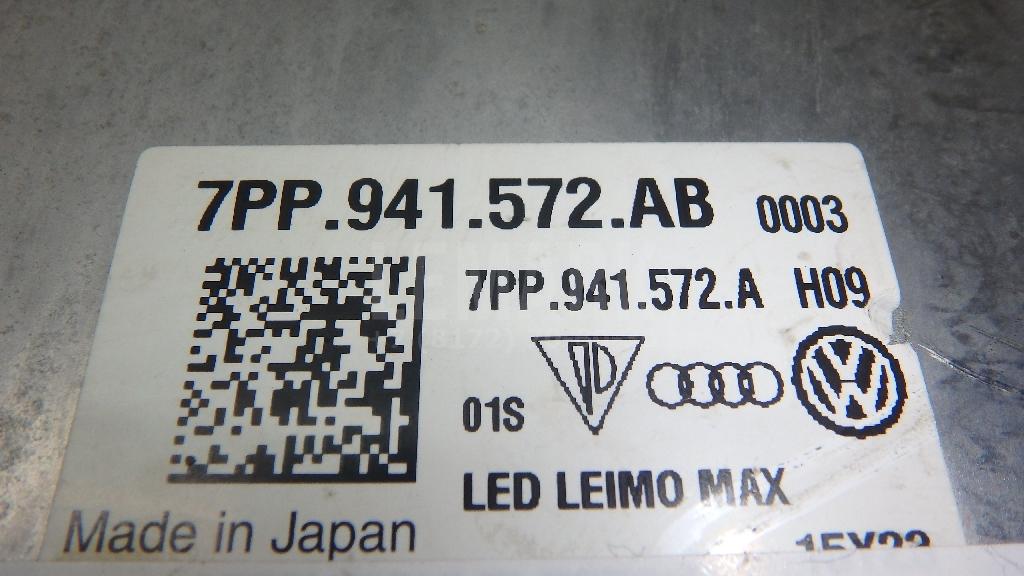 7PP.941.572.AB 0003
7PP.941.572.A H09
01S
LED LEIMO MAX
Made in Japan